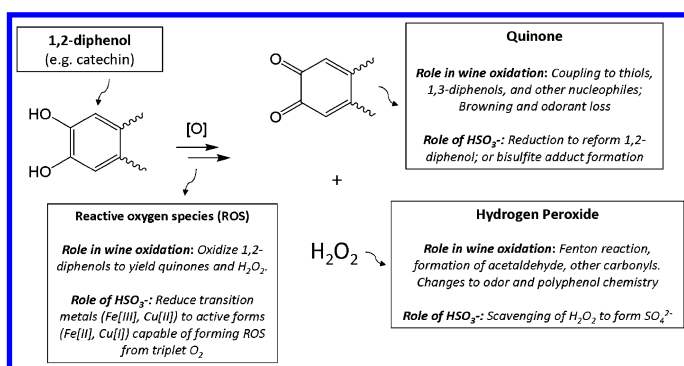 1,2-diphenol
(e.g. catechin)
HO
HO
[O]
O
O
Quinone
Role in wine oxidation: Coupling to thiols,
1,3-diphenols, and other nucleophiles;
Browning and odorant loss
Role of HSO₃-: Reduction to reform 1,2-
diphenol; or bisulfite adduct formation
+
Reactive oxygen species (ROS)
Role in wine oxidation: Oxidize 1,2-
diphenols to yield quinones and H₂O₂.
Role of HSO₃-: Reduce transition
metals (Fe[III], Cu[II]) to active forms
(Fe[II], Cu[I]) capable of forming ROS
from triplet O₂
H₂O₂
Hydrogen Peroxide
Role in wine oxidation: Fenton reaction,
formation of acetaldehyde, other carbonyls.
Changes to odor and polyphenol chemistry
Role of HSO₃-: Scavenging of H₂O₂ to form SO₄²⁻